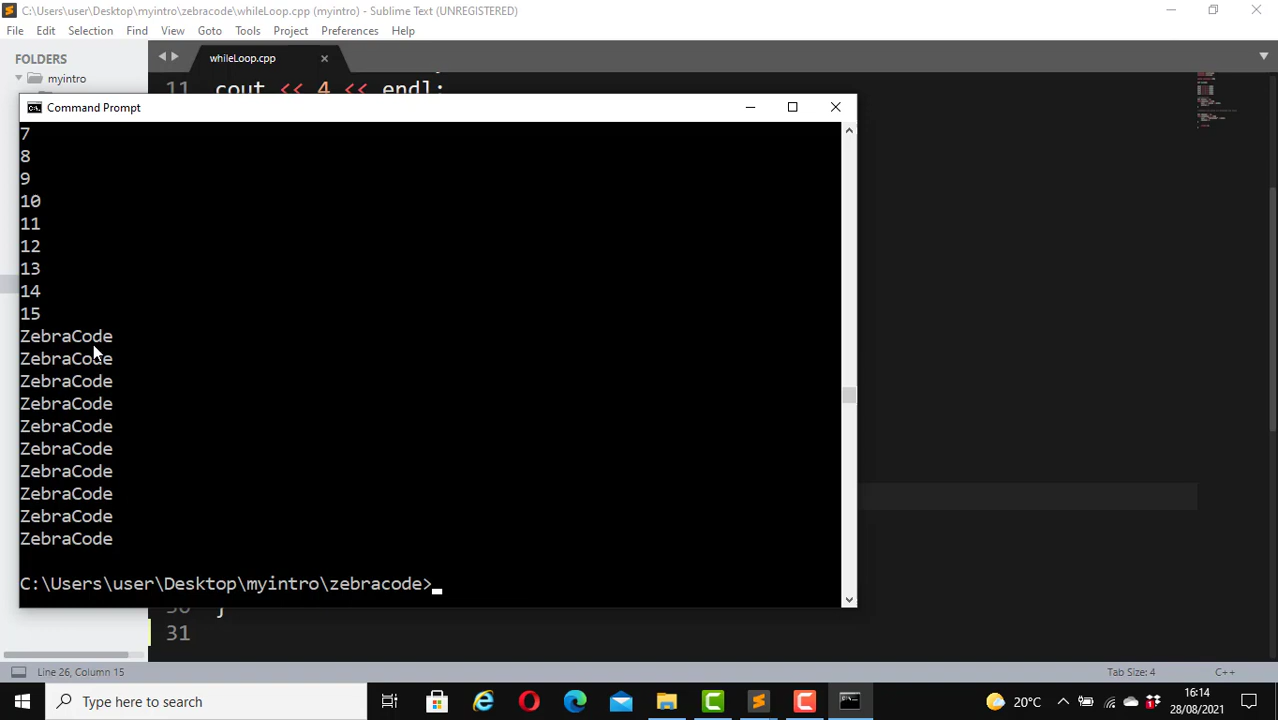 C:\Users\user\Desktop\myintro\zebracode\whileLoop.cpp (myintro) - Sublime Text (UNREGISTERED)
File Edit Selection Find View Goto Tools Project Preferences Help
FOLDERS
myintro
whileLoop.cpp
11 cout << 4 << endl;
Command Prompt
7
8
9
10
11
12
13
14
15
ZebraCode
ZebraCode
ZebraCode
ZebraCode
ZebraCode
ZebraCode
ZebraCode
ZebraCode
ZebraCode
ZebraCode
C:\Users\user\Desktop\myintro\zebracode>
30 }
31
Line 26, Column 15
Tab Size: 4
C++
Type here to search
20°C
16:14
28/08/2021